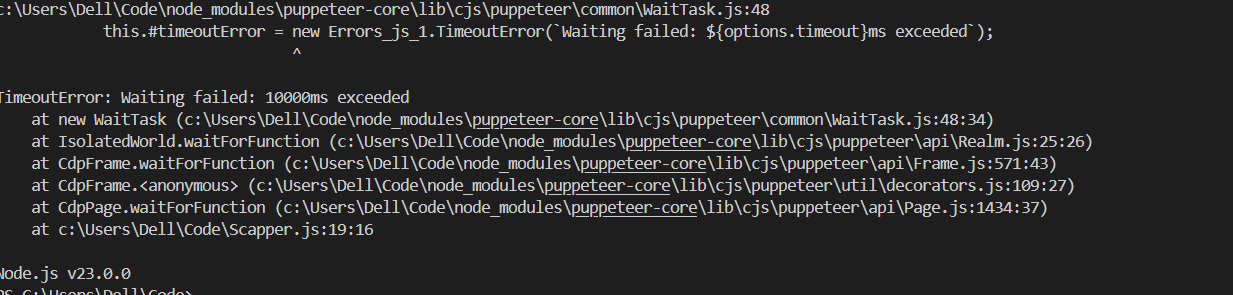 c:\Users\Dell\Code\node_modules\puppeteer-core\lib\cjs\puppeteer\common\WaitTask.js:48
this.#timeoutError = new Errors_js_1.TimeoutError(`Waiting failed: ${options.timeout}ms exceeded`);
^
TimeoutError: Waiting failed: 10000ms exceeded
at new WaitTask (c:\Users\Dell\Code\node_modules\puppeteer-core\lib\cjs\puppeteer\common\WaitTask.js:48:34)
at IsolatedWorld.waitForFunction (c:\Users\Dell\Code\node_modules\puppeteer-core\lib\cjs\puppeteer\api\Realm.js:25:26)
at CdpFrame.waitForFunction (c:\Users\Dell\Code\node_modules\puppeteer-core\lib\cjs\puppeteer\api\Frame.js:571:43)
at CdpFrame.<anonymous> (c:\Users\Dell\Code\node_modules\puppeteer-core\lib\cjs\puppeteer\util\decorators.js:109:27)
at CdpPage.waitForFunction (c:\Users\Dell\Code\node_modules\puppeteer-core\lib\cjs\puppeteer\api\Page.js:1434:37)
at c:\Users\Dell\Code\Scapper.js:19:16
Node.js v23.0.0
PS C:\Users\Dell\Code>